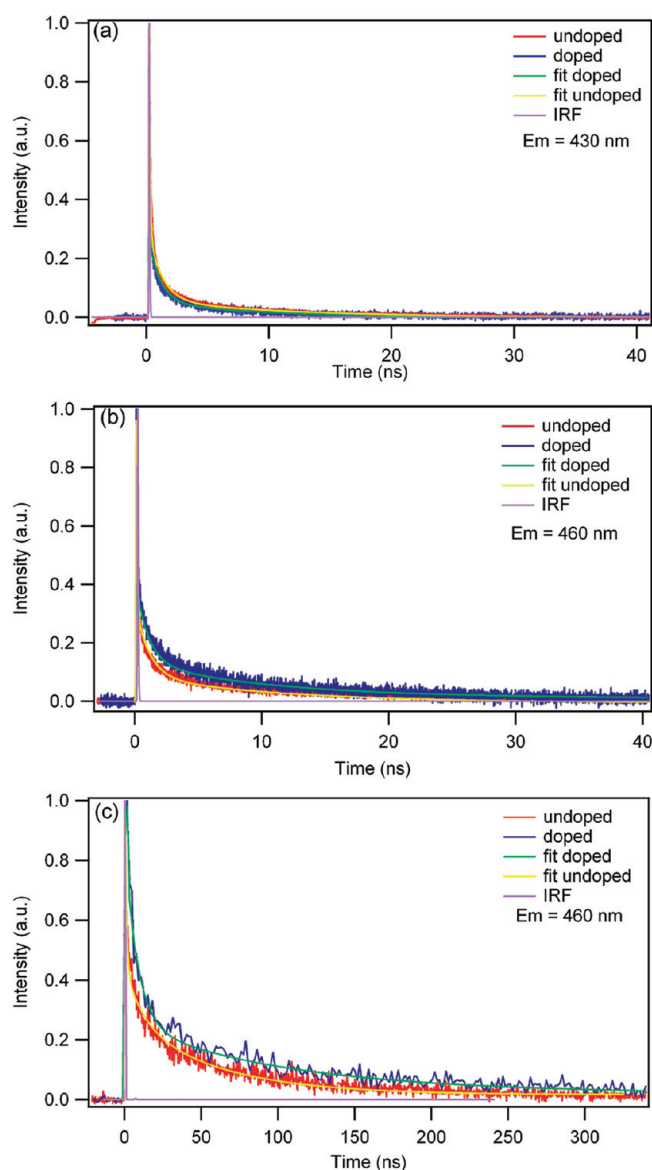 (a)
undoped
doped
fit doped
fit undoped
IRF
Em = 430 nm
Intensity (a.u.)
1.0
0.8
0.6
0.4
0.2
0.0
0 10 20 30 40
Time (ns)
(b)
undoped
doped
fit doped
fit undoped
IRF
Em = 460 nm
Intensity (a.u.)
1.0
0.8
0.6
0.4
0.2
0.0
0 10 20 30 40
Time (ns)
(c)
undoped
doped
fit doped
fit undoped
IRF
Em = 460 nm
Intensity (a.u.)
1.0
0.8
0.6
0.4
0.2
0.0
0 50 100 150 200 250 300
Time (ns)